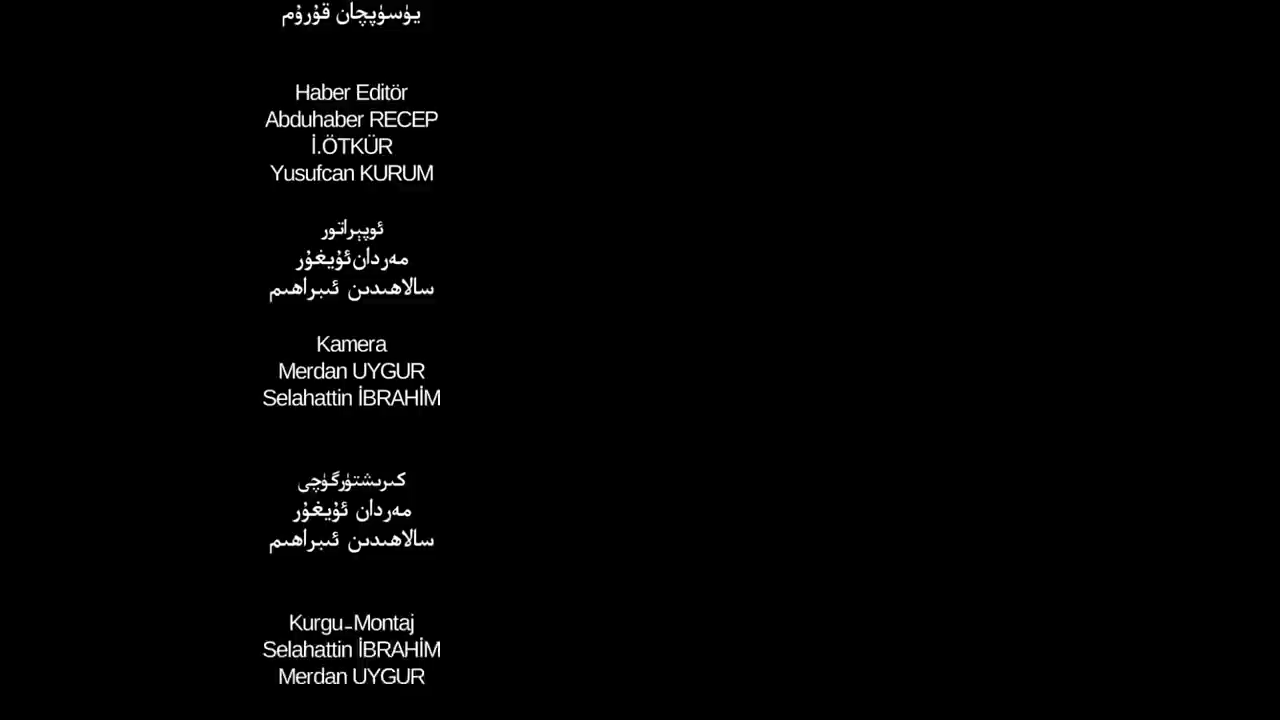 يۈسۈپچان قۇرۇم
Haber Editör
Abduhaber RECEP
İ.ÖTKÜR
Yusufcan KURUM
ئوپېراتور
مەردان ئۇيغۇر
سالاھىدىن ئىبراھىم
Kamera
Merdan UYGUR
Selahattin İBRAHİM
كىرىشتۈرگۈچى
مەردان ئۇيغۇر
سالاھىدىن ئىبراھىم
Kurgu-Montaj
Selahattin İBRAHİM
Merdan UYGUR